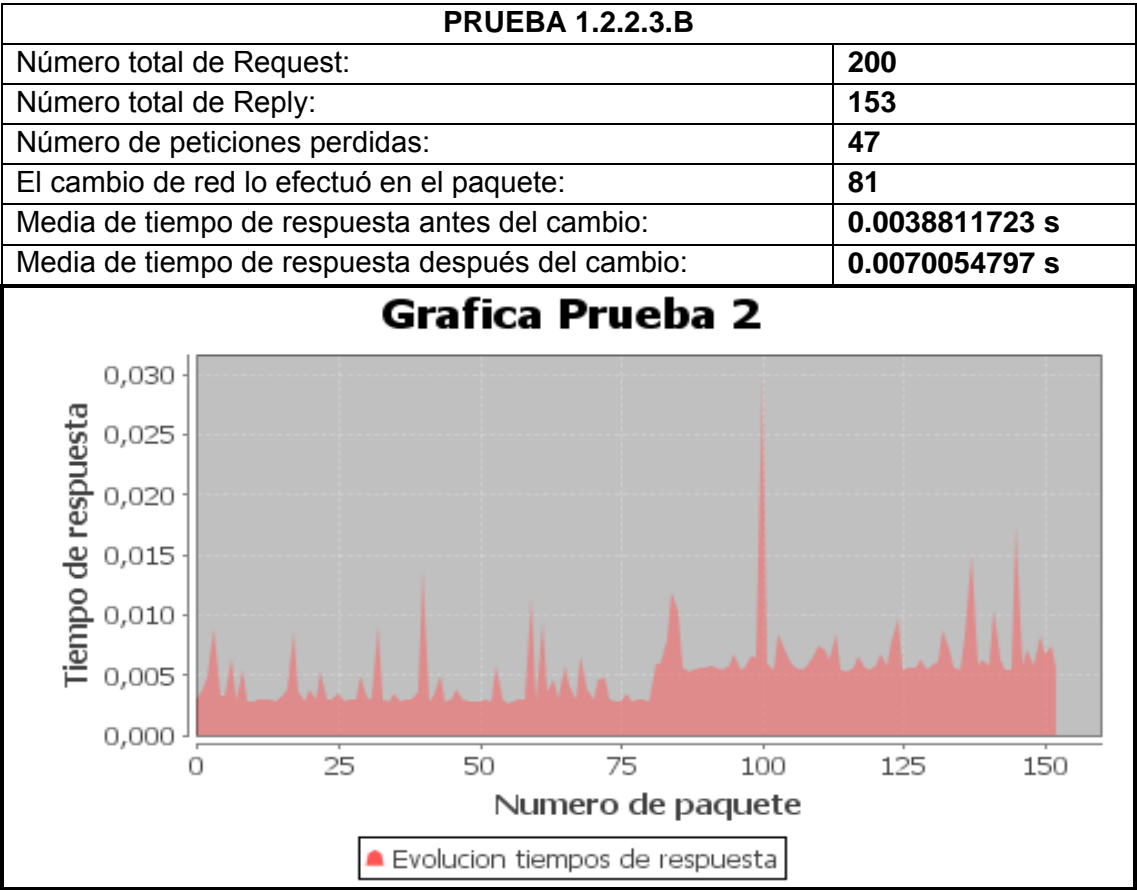 PRUEBA 1.2.2.3.B
Número total de Request: 200
Número total de Reply: 153
Número de peticiones perdidas: 47
El cambio de red lo efectuó en el paquete: 81
Media de tiempo de respuesta antes del cambio: 0.0038811723 s
Media de tiempo de respuesta después del cambio: 0.0070054797 s
Grafica Prueba 2
Tiempo de respuesta
0,030
0,025
0,020
0,015
0,010
0,005
0,000
0 25 50 75 100 125 150
Numero de paquete
Evolucion tiempos de respuesta